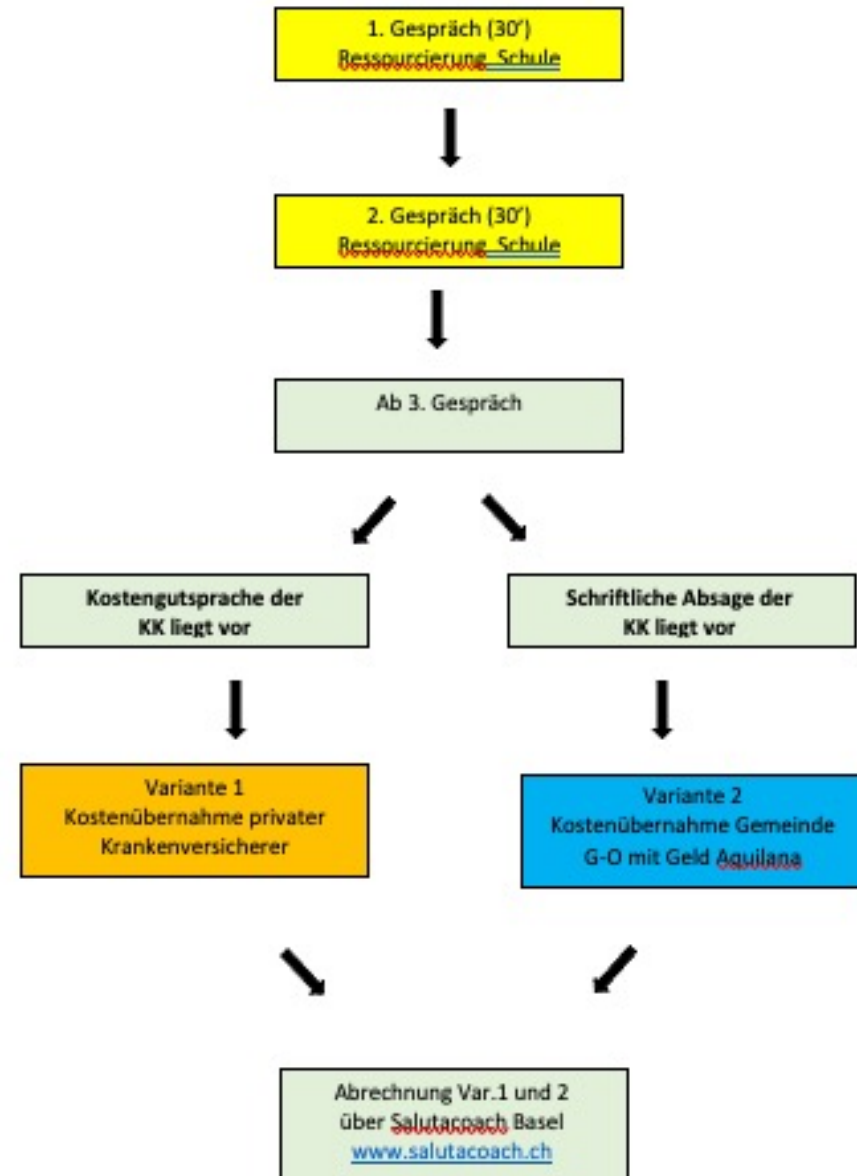 1. Gespräch (30’)
Ressourcierung Schule
2. Gespräch (30’)
Ressourcierung Schule
Ab 3. Gespräch
Kostengutsprache der
KK liegt vor
Schriftliche Absage der
KK liegt vor
Variante 1
Kostenübernahme privater
Krankenversicherer
Variante 2
Kostenübernahme Gemeinde
G-O mit Geld Aquilana
Abrechnung Var.1 und 2
über Salutacoach Basel
www.salutacoach.ch